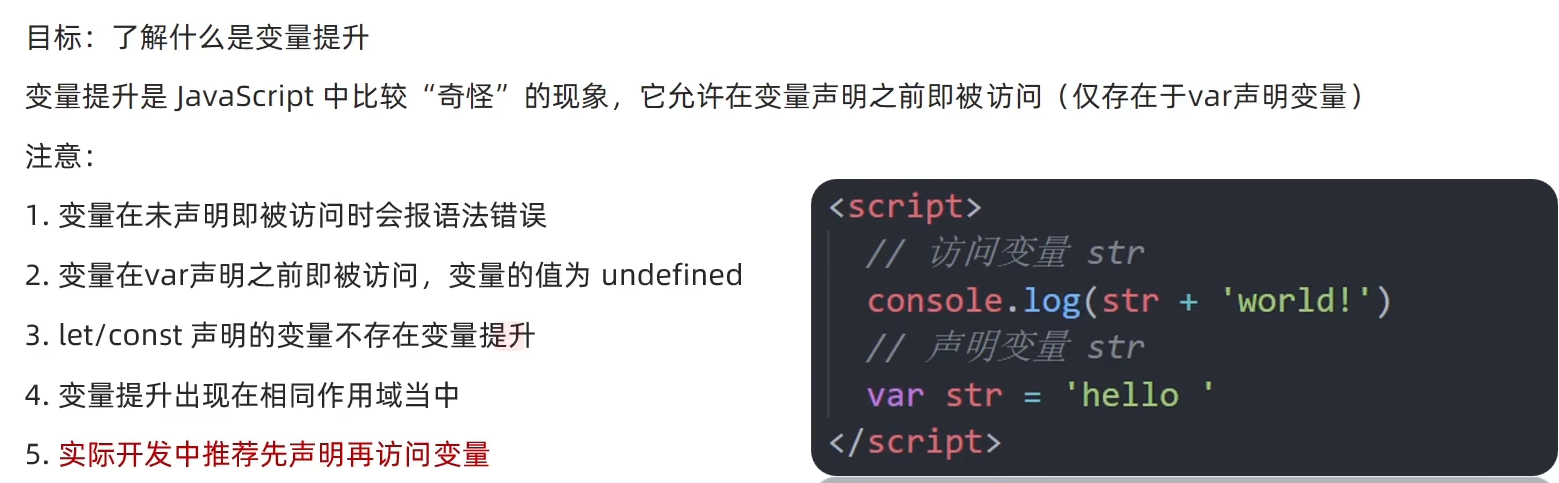 目标：了解什么是变量提升
变量提升是 JavaScript 中比较“奇怪”的现象，它允许在变量声明之前即被访问（仅存在于var声明变量）
注意：
1. 变量在未声明即被访问时会报语法错误
2. 变量在var声明之前即被访问，变量的值为 undefined
3. let/const 声明的变量不存在变量提升
4. 变量提升出现在相同作用域当中
5. 实际开发中推荐先声明再访问变量
<script>
// 访问变量 str
console.log(str + 'world!')
// 声明变量 str
var str = 'hello '
</script>